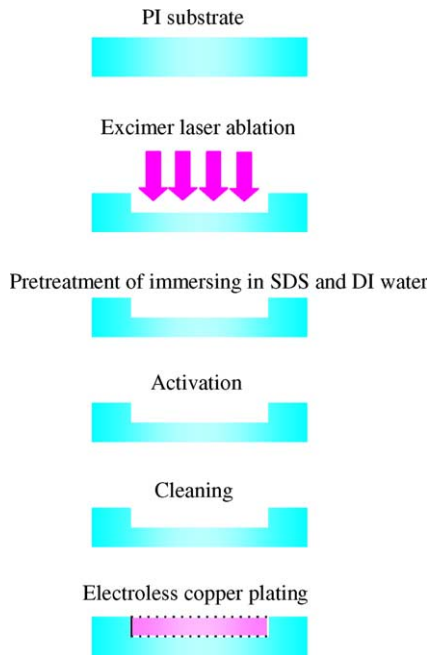 PI substrate
Excimer laser ablation
Pretreatment of immersing in SDS and DI water
Activation
Cleaning
Electroless copper plating